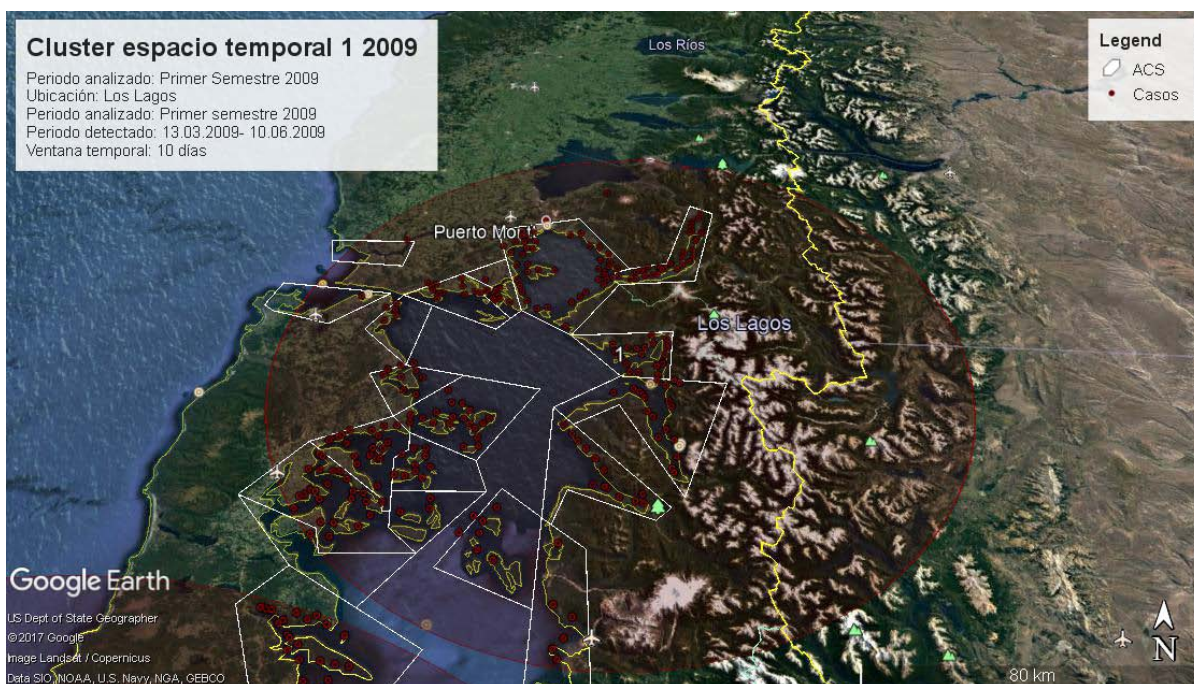 Cluster espacio temporal 1 2009
Periodo analizado: Primer Semestre 2009
Ubicación: Los Lagos
Periodo analizado: Primer semestre 2009
Periodo detectado: 13.03.2009- 10.06.2009
Ventana temporal: 10 días
Legend
ACS
Casos
Los Ríos
Puerto Montt
Los Lagos
1
Google Earth
US Dept of State Geographer
©2017 Google
Image Landsat / Copernicus
Data SIO, NOAA, U.S. Navy, NGA, GEBCO
N
80 km